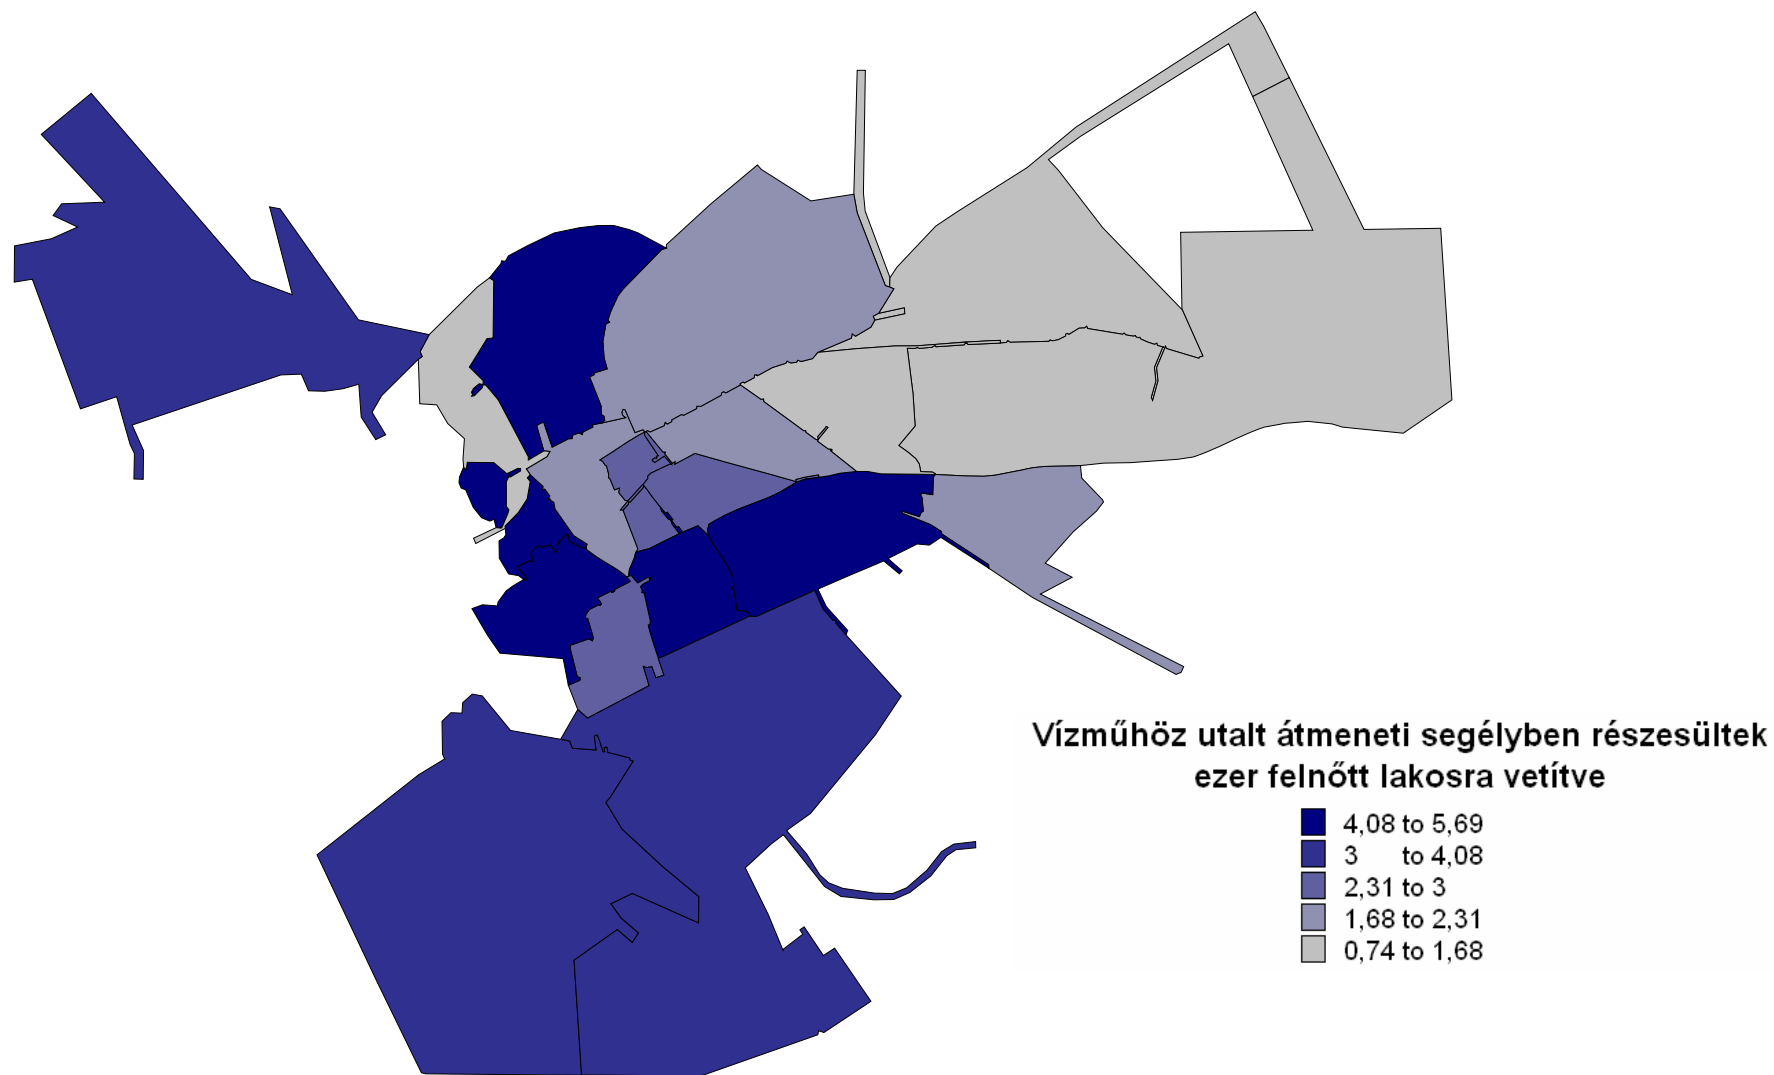 Vízműhöz utalt átmeneti segélyben részesültek
ezer felnőtt lakosra vetítve
4,08 to 5,69
3 to 4,08
2,31 to 3
1,68 to 2,31
0,74 to 1,68